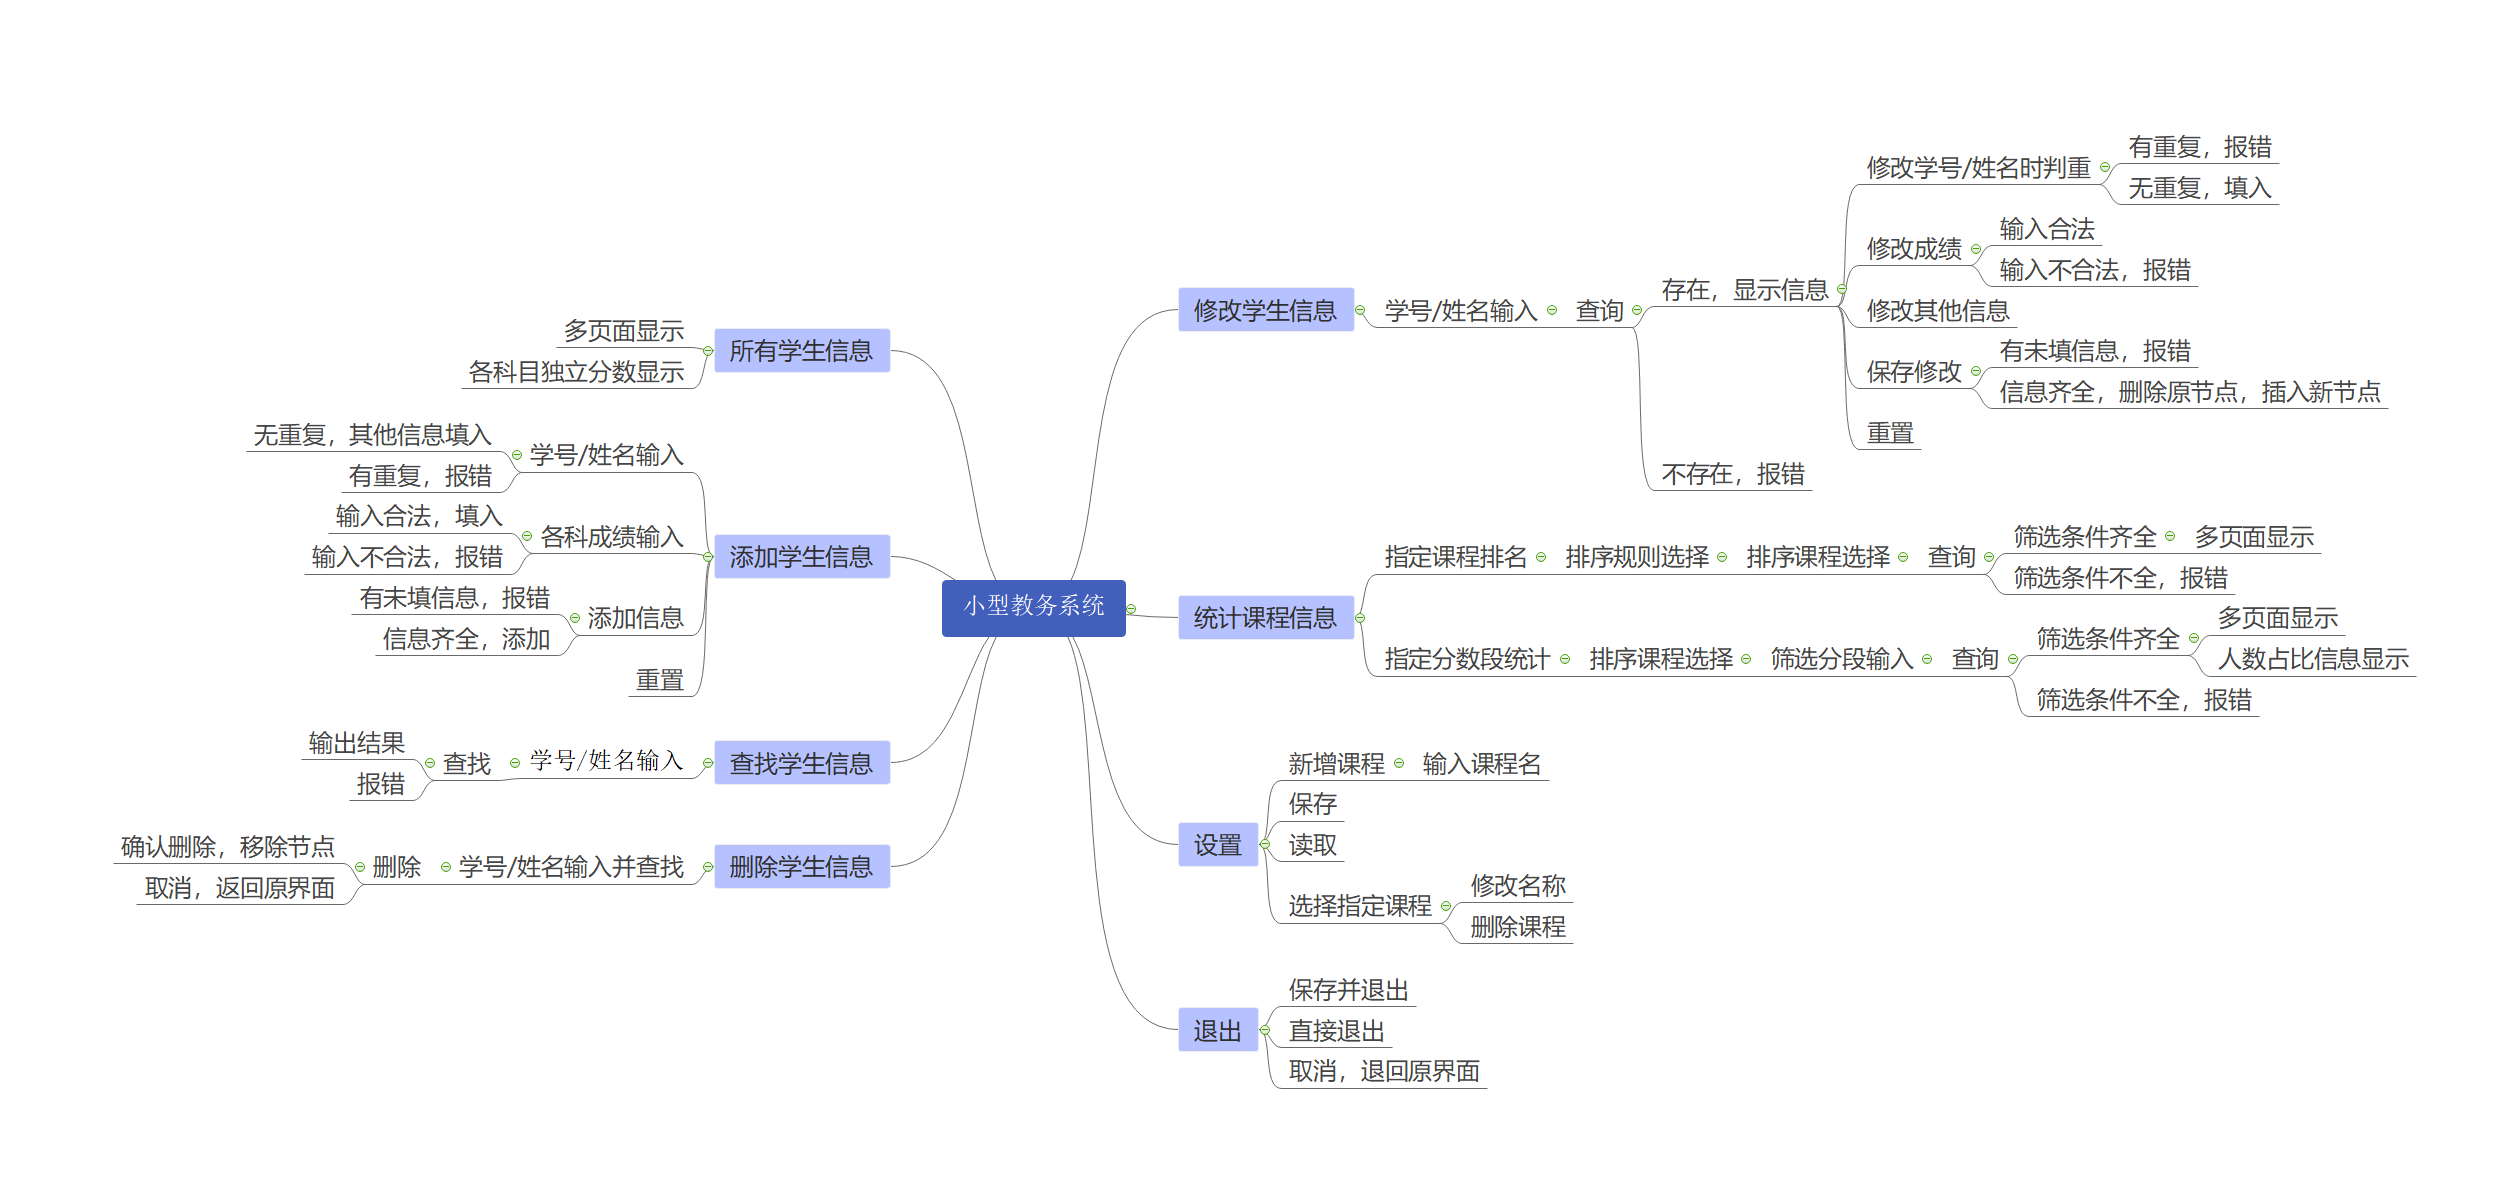 小型教务系统
修改学生信息
学号/姓名输入
查询
存在，显示信息
修改学号/姓名时判重
有重复，报错
无重复，填入
修改成绩
输入合法
输入不合法，报错
修改其他信息
保存修改
有未填信息，报错
信息齐全，删除原节点，插入新节点
重置
不存在，报错
统计课程信息
指定课程排名
排序规则选择
排序课程选择
查询
筛选条件齐全
多页面显示
筛选条件不全，报错
指定分数段统计
排序课程选择
筛选分段输入
查询
筛选条件齐全
多页面显示
人数占比信息显示
筛选条件不全，报错
设置
新增课程
输入课程名
保存
读取
选择指定课程
修改名称
删除课程
退出
保存并退出
直接退出
取消，退回原界面
所有学生信息
多页面显示
各科目独立分数显示
添加学生信息
学号/姓名输入
无重复，其他信息填入
有重复，报错
各科成绩输入
输入合法，填入
输入不合法，报错
添加信息
有未填信息，报错
信息齐全，添加
重置
查找学生信息
学号/姓名输入
查找
输出结果
报错
删除学生信息
学号/姓名输入并查找
删除
确认删除，移除节点
取消，返回原界面